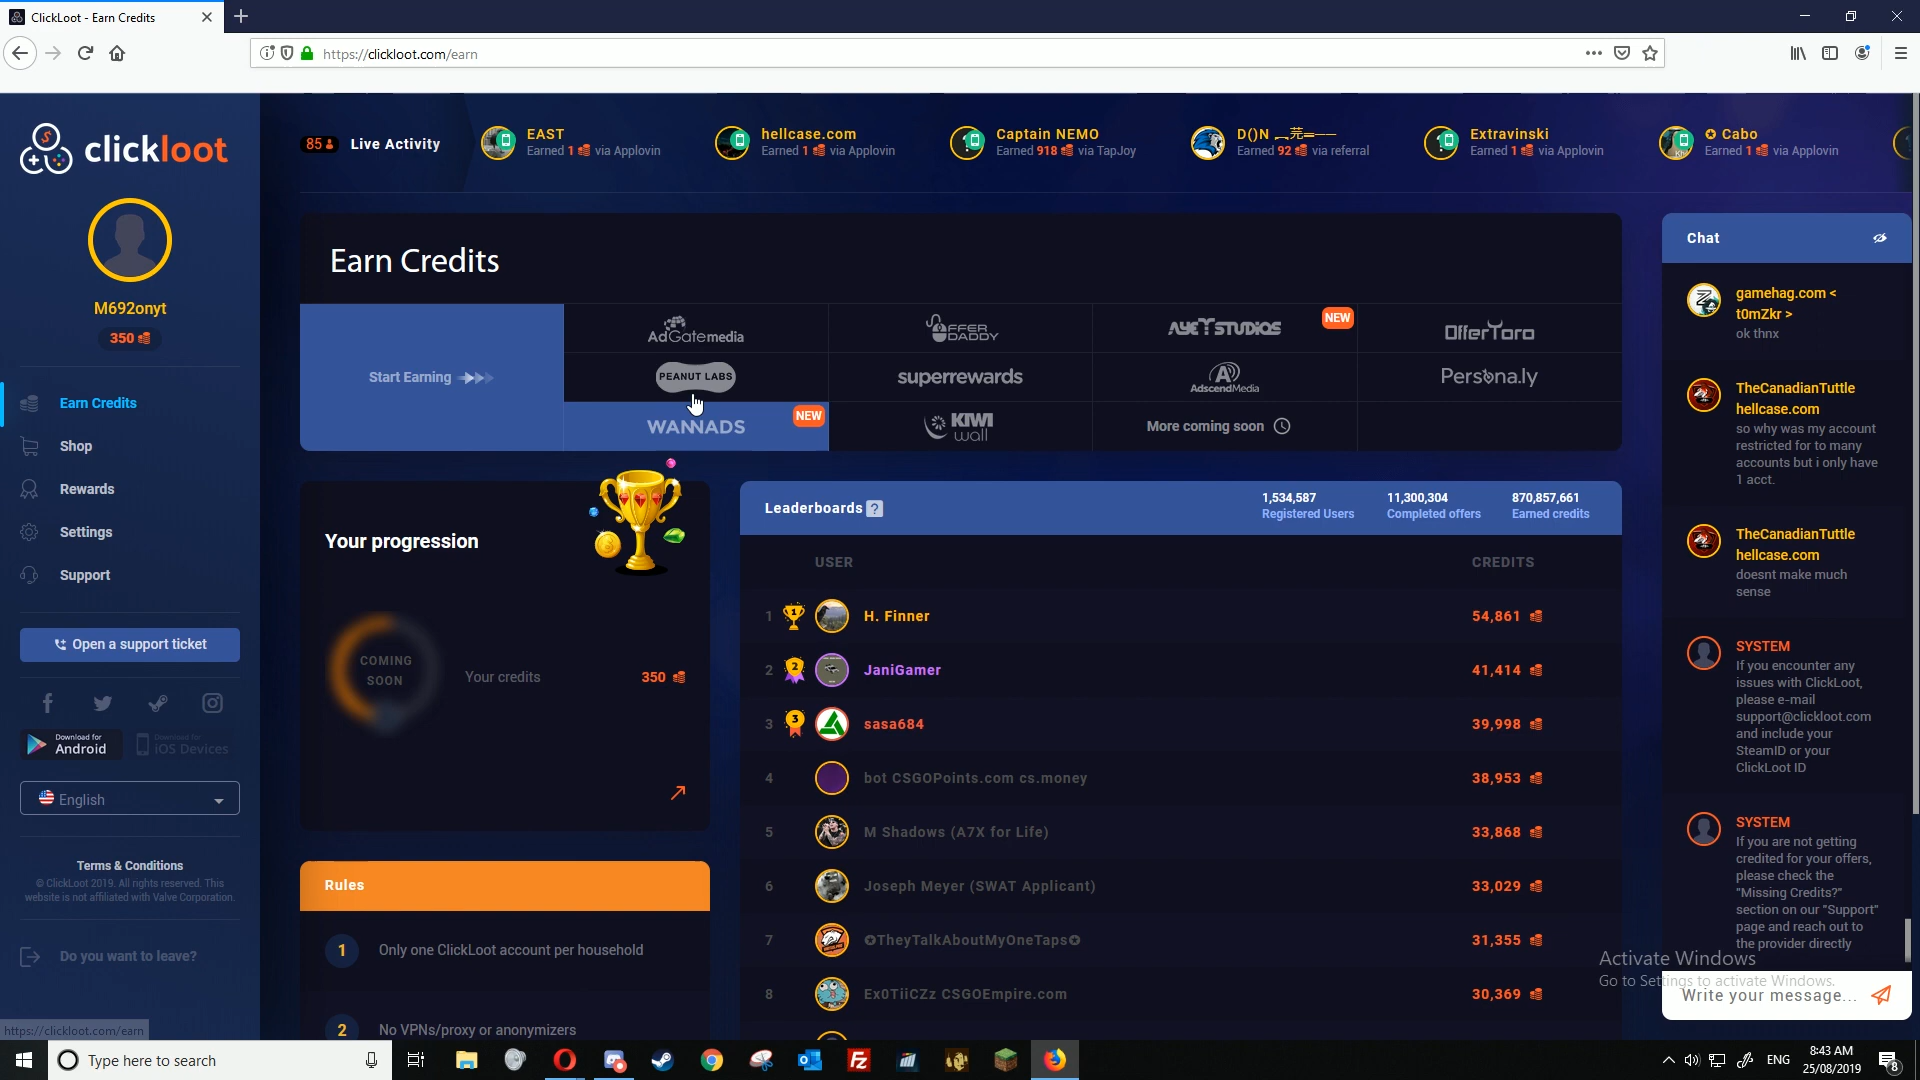 ClickLoot - Earn Credits
https://clickloot.com/earn
clickloot
M692onyt
350
Earn Credits
Shop
Rewards
Settings
Support
Open a support ticket
Download for
Android
Download for
iOS Devices
English
Terms & Conditions
© ClickLoot 2019. All rights reserved. This
website is not affiliated with Valve Corporation.
Do you want to leave?
https://clickloot.com/earn
85 Live Activity
EAST
Earned 1 via Applovin
hellcase.com
Earned 1 via Applovin
Captain NEMO
Earned 918 via TapJoy
Earned 92 via referral
Extravinski
Earned 1 via Applovin
✪ Cabo
Earned 1 via Applovin
Earn Credits
Start Earning
AdGatemedia
OFFER DADDY
AYET STUDIOS
NEW
OfferToro
PEANUT LABS
superrewards
AdscendMedia
Persona.ly
WANNADS
NEW
KIWI
wall
More coming soon
Your progression
COMING
SOON
Your credits 350
Rules
1 Only one ClickLoot account per household
2 No VPNs/proxy or anonymizers
Leaderboards ?
1,534,587 11,300,304 870,857,661
Registered Users Completed offers Earned credits
USER CREDITS
1 1 H. Finner 54,861
2 2 JaniGamer 41,414
3 3 sasa684 39,998
4 bot CSGOPoints.com cs.money 38,953
5 M Shadows (A7X for Life) 33,868
6 Joseph Meyer (SWAT Applicant) 33,029
7 ✪TheyTalkAboutMyOneTaps✪ 31,355
8 Ex0TiiCZz CSGOEmpire.com 30,369
Chat
gamehag.com <
t0mZkr >
ok thnx
TheCanadianTuttle
hellcase.com
so why was my account
restricted for to many
accounts but i only have
1 acct.
TheCanadianTuttle
hellcase.com
doesnt make much
sense
SYSTEM
If you encounter any
issues with ClickLoot,
please e-mail
support@clickloot.com
and include your
SteamID or your
ClickLoot ID
SYSTEM
If you are not getting
credited for your offers,
please check the
"Missing Credits?"
section on our "Support"
page and reach out to
the provider directly
Activate Windows
Go to Settings to activate Windows.
Write your message...
Type here to search
ENG
8:43 AM
25/08/2019
8